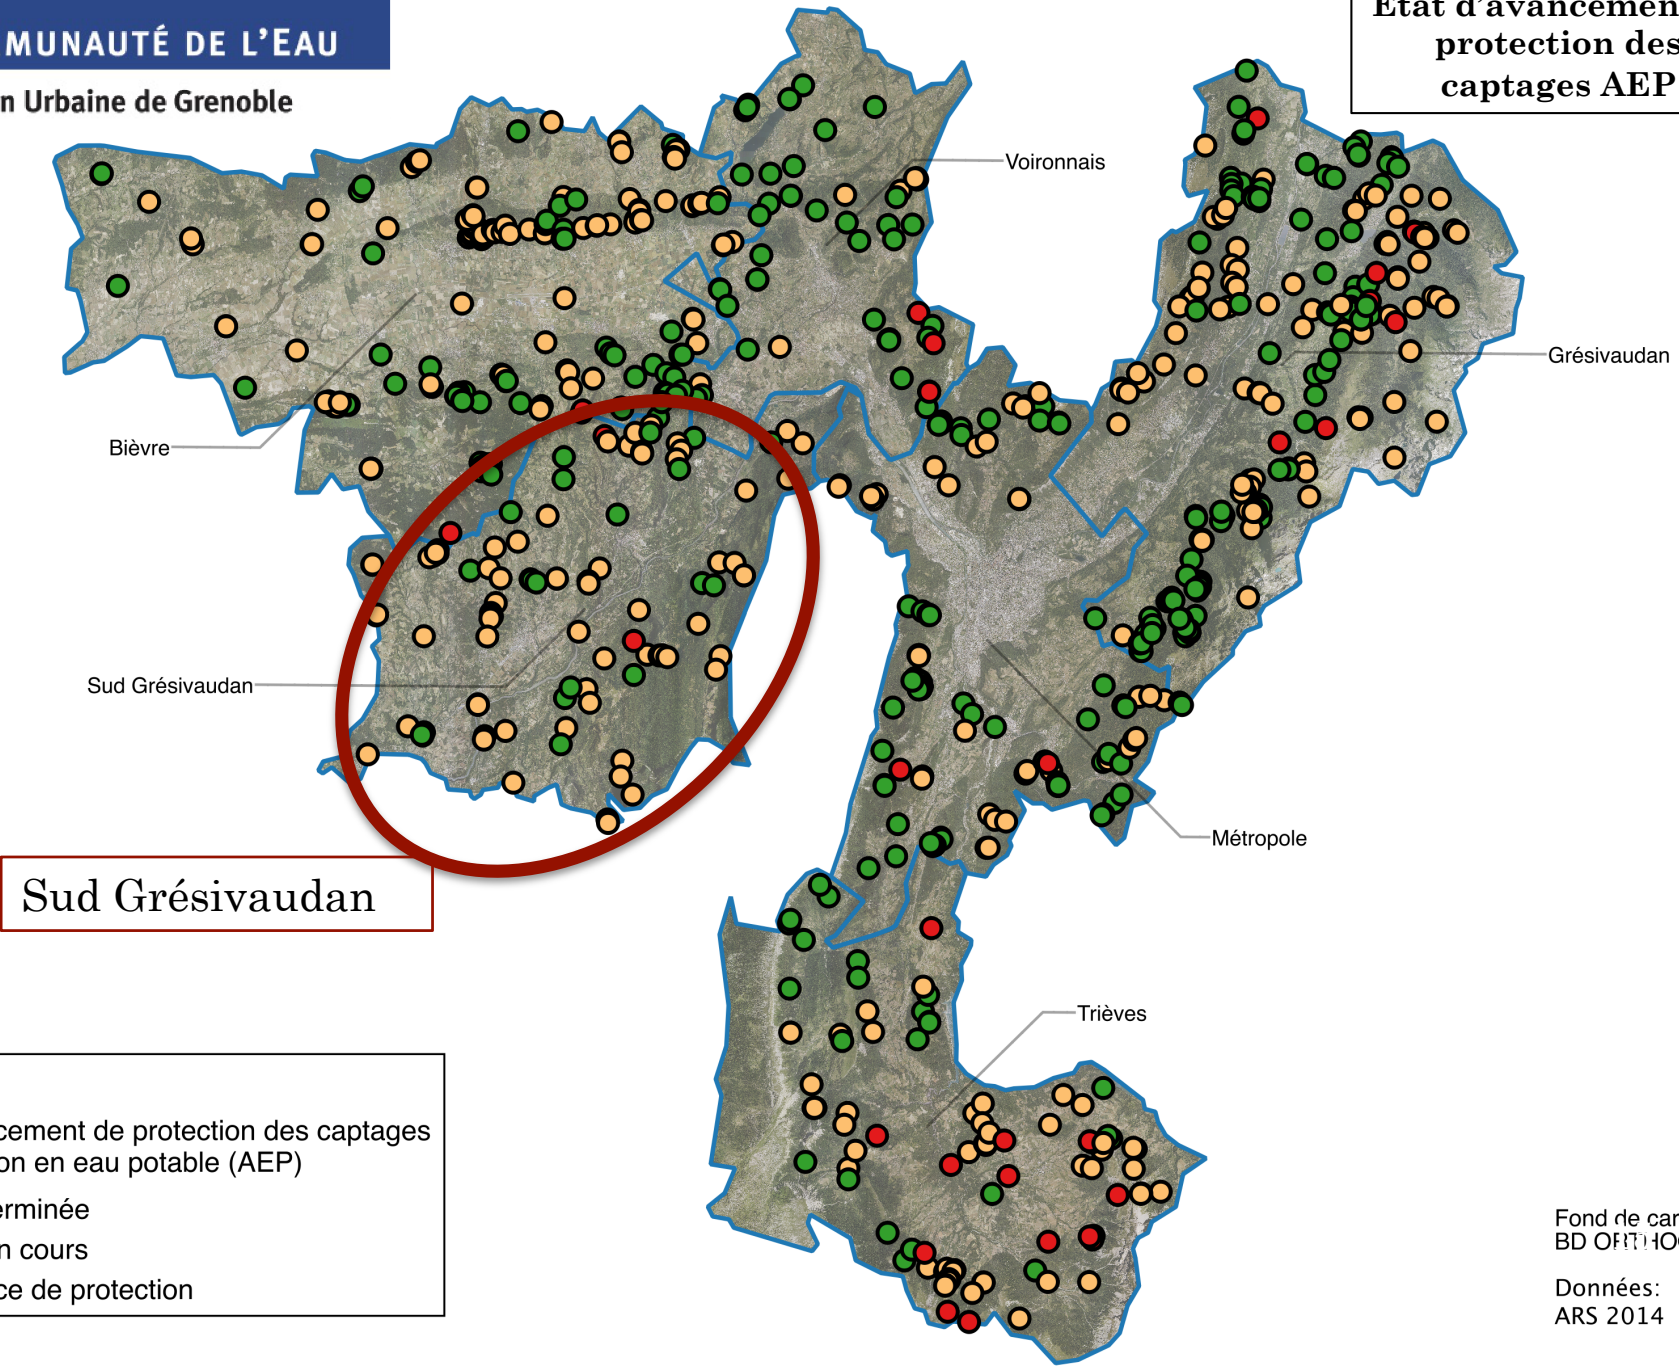 MUNAUTÉ DE L'EAU
n Urbaine de Grenoble
Etat d'avancemen
protection des
captages AEP
Voironnais
Grésivaudan
Bièvre
Sud Grésivaudan
Métropole
Sud Grésivaudan
Trièves
cement de protection des captages
on en eau potable (AEP)
erminée
n cours
ce de protection
Fond de car
BD ORTHO
Données:
ARS 2014